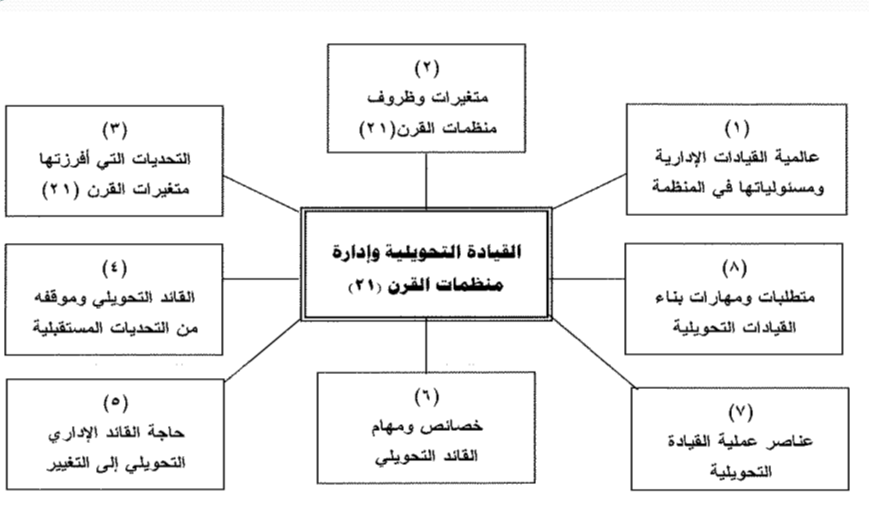 (١)
عالمية القيادات الإدارية
ومسئولياتها في المنظمة
(٢)
متغيرات وظروف
منظمات القرن(٢١)
(٣)
التحديات التي أفرزتها
متغيرات القرن (٢١)
القيادة التحويلية وإدارة
منظمات القرن (٢١)
(٤)
القائد التحويلي وموقفه
من التحديات المستقبلية
(٥)
حاجة القائد الإداري
التحويلي إلى التغيير
(٦)
خصائص ومهام
القائد التحويلي
(٧)
عناصر عملية القيادة
التحويلية
(٨)
متطلبات ومهارات بناء
القيادات التحويلية